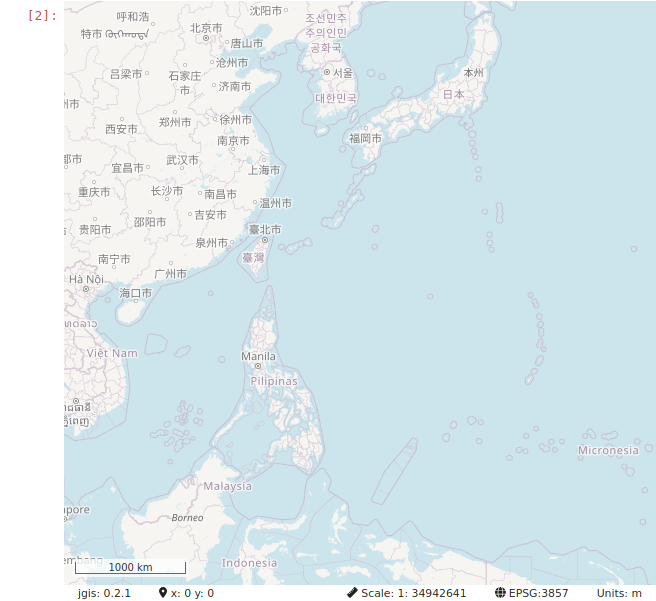 [2]:
呼和浩
沈阳市
조선민주
주의인민
공화국
特市
北京市
唐山市
本州
吕梁市
石家庄
市
沧州市
济南市
서울
日本
대한민국
州市
郑州市
徐州市
西安市
南京市
福岡市
都市
宜昌市
武汉市
上海市
重庆市
长沙市
南昌市
温州市
贵阳市
邵阳市
吉安市
泉州市
臺北市
臺灣
南宁市
广州市
Hà Nội
海口市
Việt Nam
Manila
Pilipinas
Micronesia
Malaysia
apore
Borneo
embang
Indonesia
1000 km
jgis: 0.2.1 x: 0 y: 0 Scale: 1: 34942641 EPSG:3857 Units: m